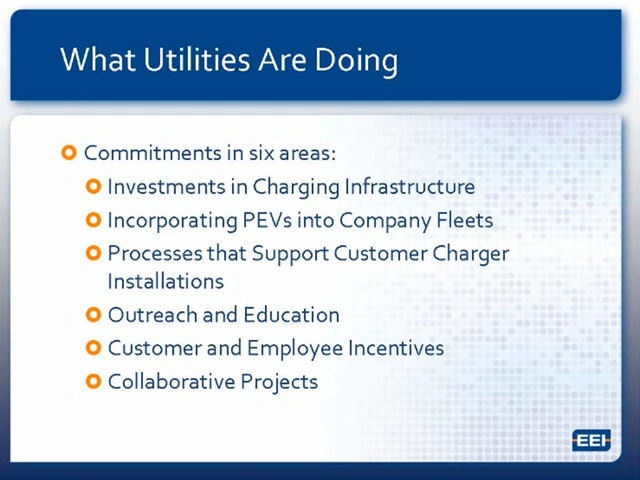 What Utilities Are Doing
Commitments in six areas:
Investments in Charging Infrastructure
Incorporating PEVs into Company Fleets
Processes that Support Customer Charger
Installations
Outreach and Education
Customer and Employee Incentives
Collaborative Projects
EEI